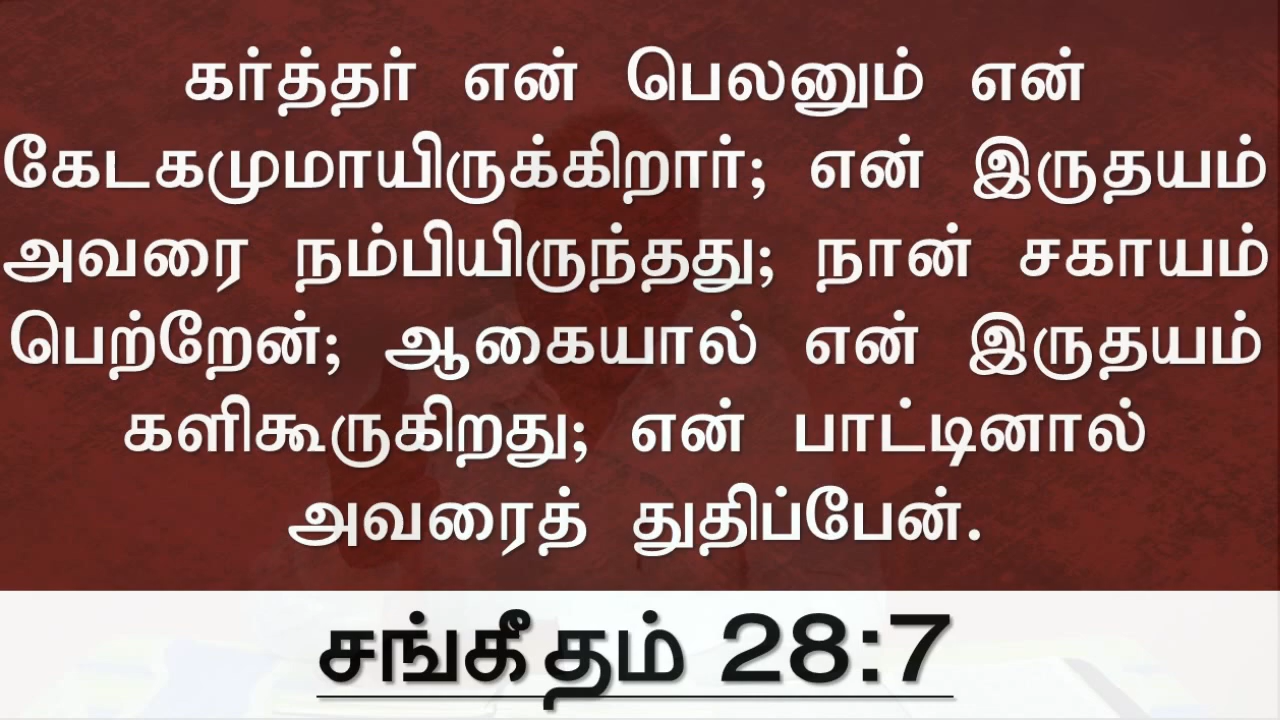 கர்த்தர் என் பெலனும் என்
கேடகமுமாயிருக்கிறார்; என் இருதயம்
அவரை நம்பியிருந்தது; நான் சகாயம்
பெற்றேன்; ஆகையால் என் இருதயம்
களிகூருகிறது; என் பாட்டினால்
அவரைத் துதிப்பேன்.
சங்கீதம் 28:7